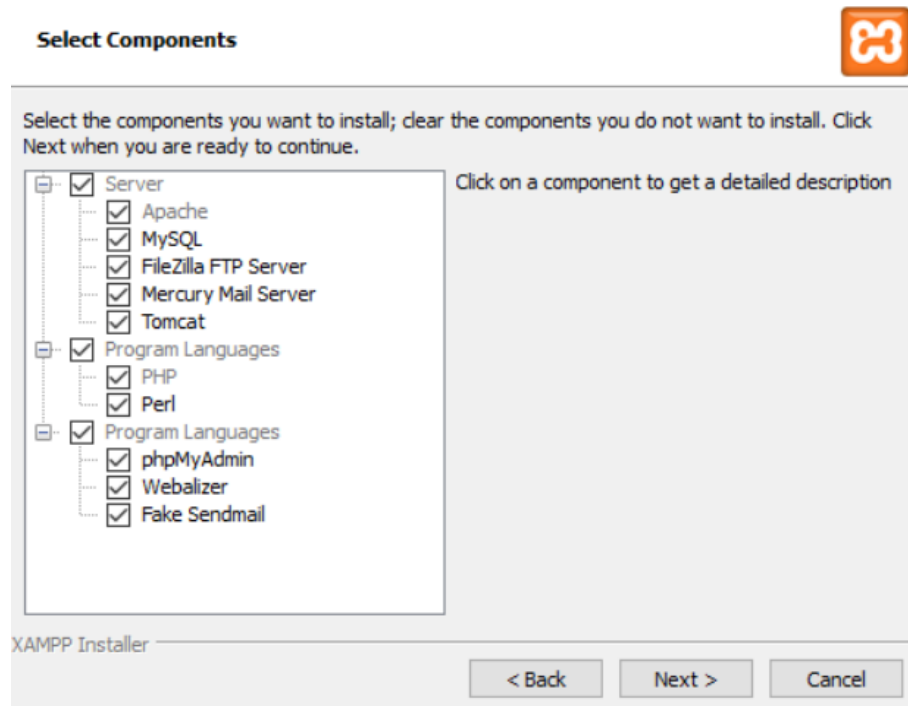 Select Components
Select the components you want to install; clear the components you do not want to install. Click
Next when you are ready to continue.
Server
Apache
MySQL
FileZilla FTP Server
Mercury Mail Server
Tomcat
Program Languages
PHP
Perl
Program Languages
phpMyAdmin
Webalizer
Fake Sendmail
Click on a component to get a detailed description
XAMPP Installer
< Back
Next >
Cancel